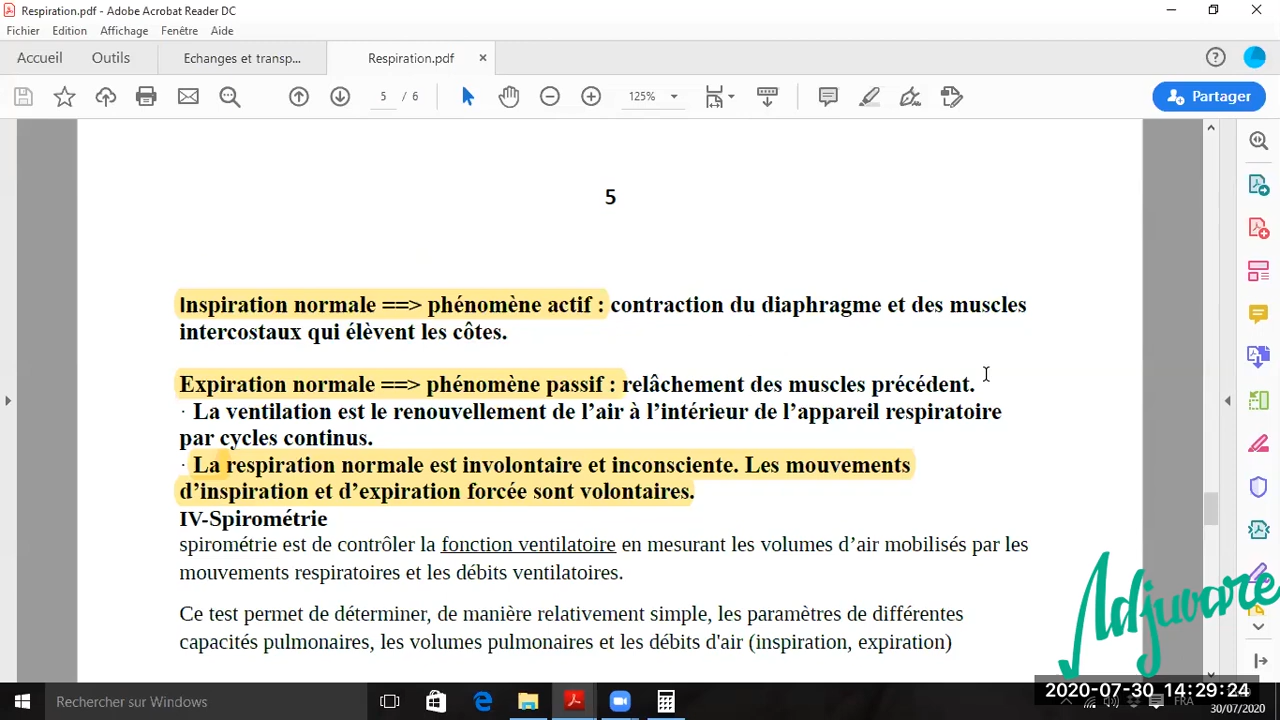 Respiration.pdf - Adobe Acrobat Reader DC
Fichier Edition Affichage Fenêtre Aide
Accueil Outils Echanges et transp... Respiration.pdf ×
5 / 6 125% Partager
5
Inspiration normale ==> phénomène actif : contraction du diaphragme et des muscles
intercostaux qui élèvent les côtes.
Expiration normale ==> phénomène passif : relâchement des muscles précédent.
· La ventilation est le renouvellement de l’air à l’intérieur de l’appareil respiratoire
par cycles continus.
· La respiration normale est involontaire et inconsciente. Les mouvements
d’inspiration et d’expiration forcée sont volontaires.
IV-Spirométrie
spirométrie est de contrôler la fonction ventilatoire en mesurant les volumes d’air mobilisés par les
mouvements respiratoires et les débits ventilatoires.
Ce test permet de déterminer, de manière relativement simple, les paramètres de différentes
capacités pulmonaires, les volumes pulmonaires et les débits d'air (inspiration, expiration)
Adjuvare
2020-07-30 14:29:24
Rechercher sur Windows
FRA
30/07/2020